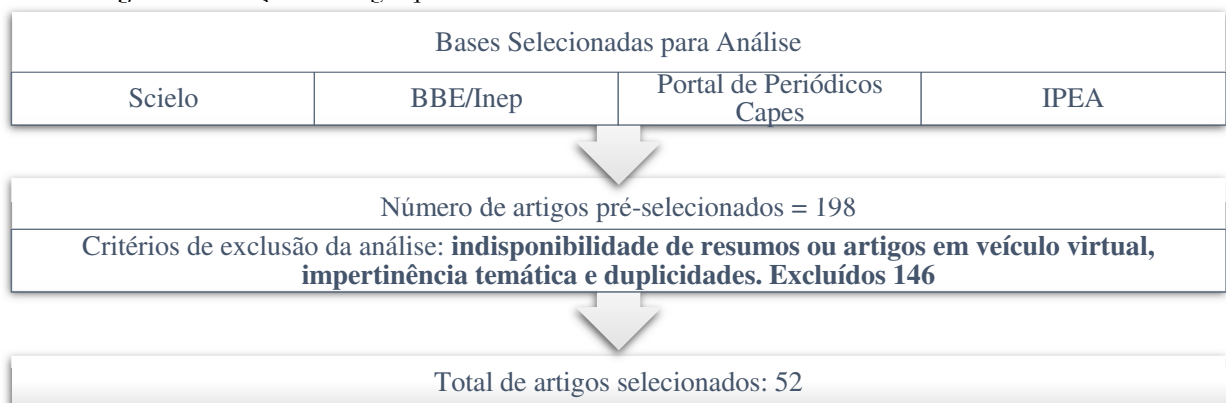 Bases Selecionadas para Análise
Scielo
BBE/Inep
Portal de Periódicos
Capes
IPEA
Número de artigos pré-selecionados = 198
Critérios de exclusão da análise: indisponibilidade de resumos ou artigos em veículo virtual,
impertinência temática e duplicidades. Excluídos 146
Total de artigos selecionados: 52